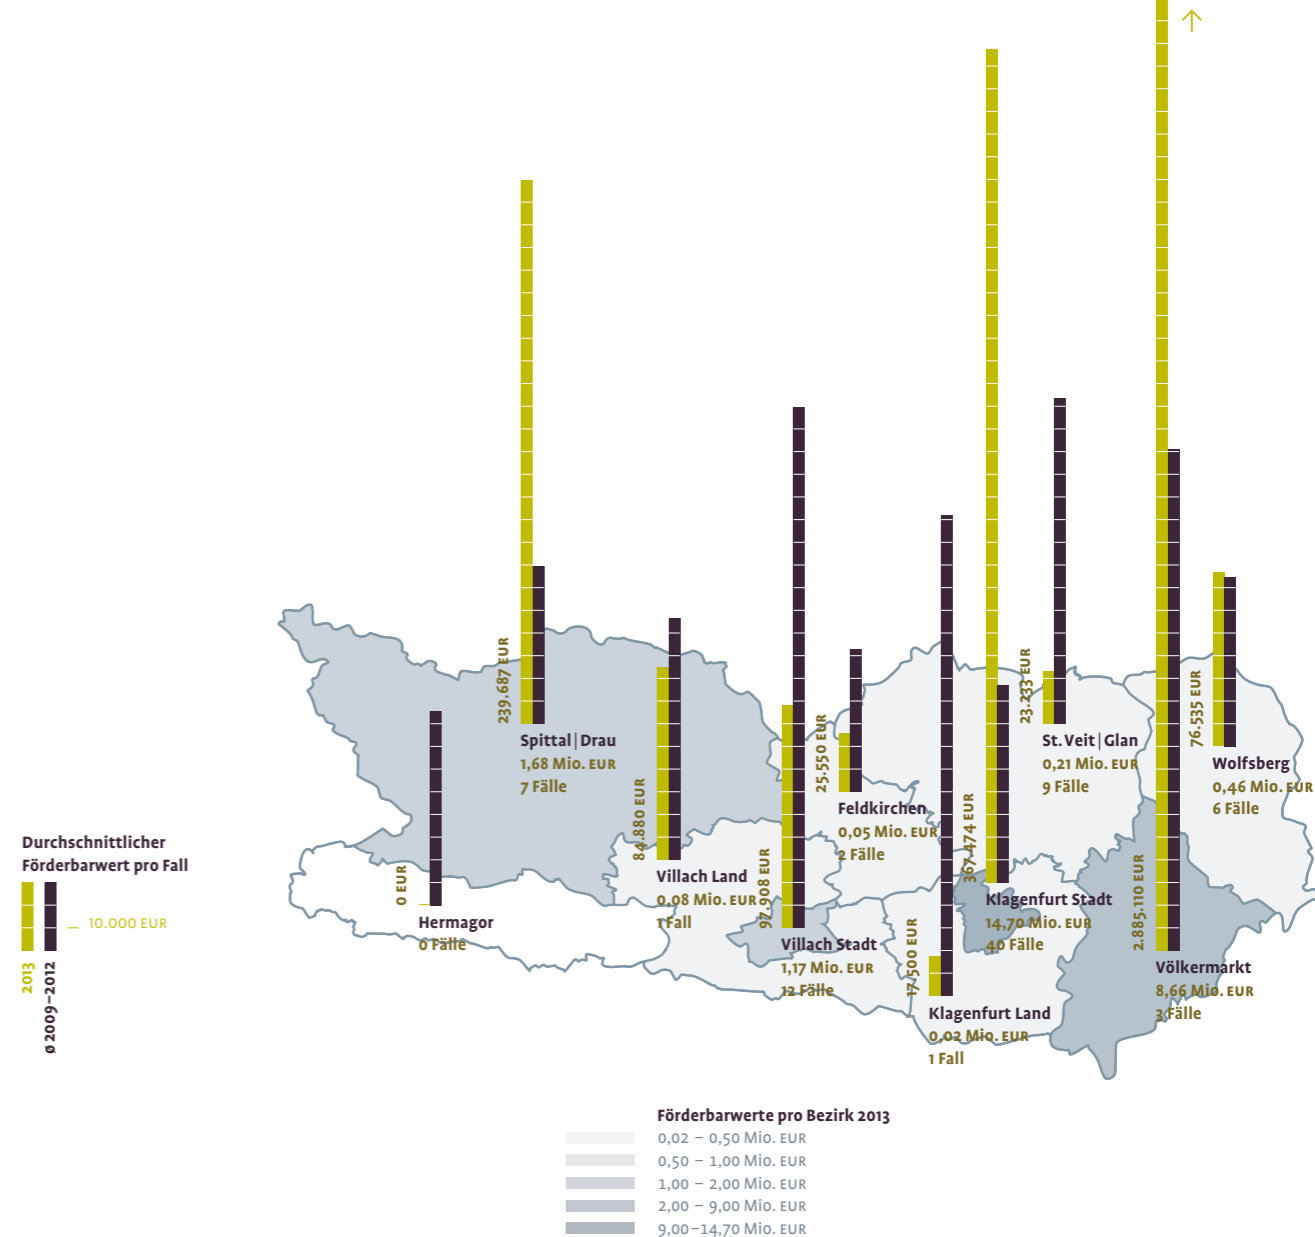 239.687 EUR
Spittal|Drau
1,68 Mio. EUR
7 Fälle
23.233 EUR
St. Veit|Glan
0,21 Mio. EUR
9 Fälle
76.535 EUR
Wolfsberg
0,46 Mio. EUR
6 Fälle
25.550 EUR
Feldkirchen
0,05 Mio. EUR
2 Fälle
84.880 EUR
Villach Land
0,08 Mio. EUR
1 Fall
0 EUR
Hermagor
0 Fälle
97.908 EUR
Villach Stadt
1,17 Mio. EUR
12 Fälle
367.474 EUR
Klagenfurt Stadt
14,70 Mio. EUR
40 Fälle
17.500 EUR
Klagenfurt Land
0,02 Mio. EUR
1 Fall
2.885.110 EUR
Völkermarkt
8,66 Mio. EUR
3 Fälle
Durchschnittlicher
Förderbarwert pro Fall
10.000 EUR
2013
ø 2009–2012
Förderbarwerte pro Bezirk 2013
0,02 – 0,50 Mio. EUR
0,50 – 1,00 Mio. EUR
1,00 – 2,00 Mio. EUR
2,00 – 9,00 Mio. EUR
9,00–14,70 Mio. EUR